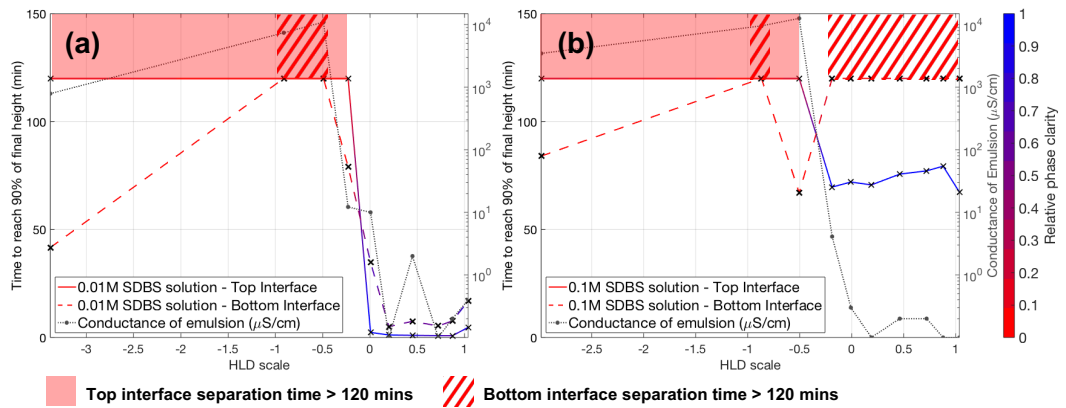 (a)
Time to reach 90% of final height (min)
150
100
50
0
0.01M SDBS solution - Top Interface
0.01M SDBS solution - Bottom Interface
Conductance of emulsion (μS/cm)
-3 -2.5 -2 -1.5 -1 -0.5 0 0.5 1
HLD scale
10^4
10^3
10^2
10^1
10^0
(b)
Time to reach 90% of final height (min)
150
100
50
0
0.1M SDBS solution - Top Interface
0.1M SDBS solution - Bottom Interface
Conductance of emulsion (μS/cm)
-2.5 -2 -1.5 -1 -0.5 0 0.5 1
HLD scale
10^4
10^3
10^2
10^1
10^0
Conductance of Emulsion (μS/cm)
1
0.9
0.8
0.7
0.6
0.5
0.4
0.3
0.2
0.1
0
Relative phase clarity
Top interface separation time > 120 mins
Bottom interface separation time > 120 mins